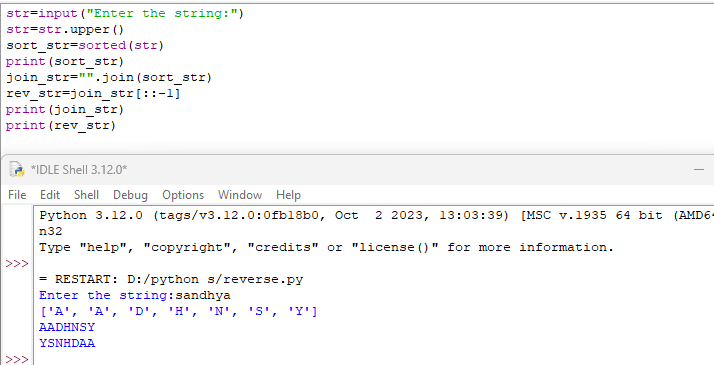 str=input("Enter the string:")
str=str.upper()
sort_str=sorted(str)
print(sort_str)
join_str="".join(sort_str)
rev_str=join_str[::-1]
print(join_str)
print(rev_str)
*IDLE Shell 3.12.0*
File Edit Shell Debug Options Window Help
Python 3.12.0 (tags/v3.12.0:0fb18b0, Oct  2 2023, 13:03:39) [MSC v.1935 64 bit (AMD64
n32
Type "help", "copyright", "credits" or "license()" for more information.
>>>
= RESTART: D:/python s/reverse.py
Enter the string:sandhya
['A', 'A', 'D', 'H', 'N', 'S', 'Y']
AADHNSY
YSNHDAA
>>>